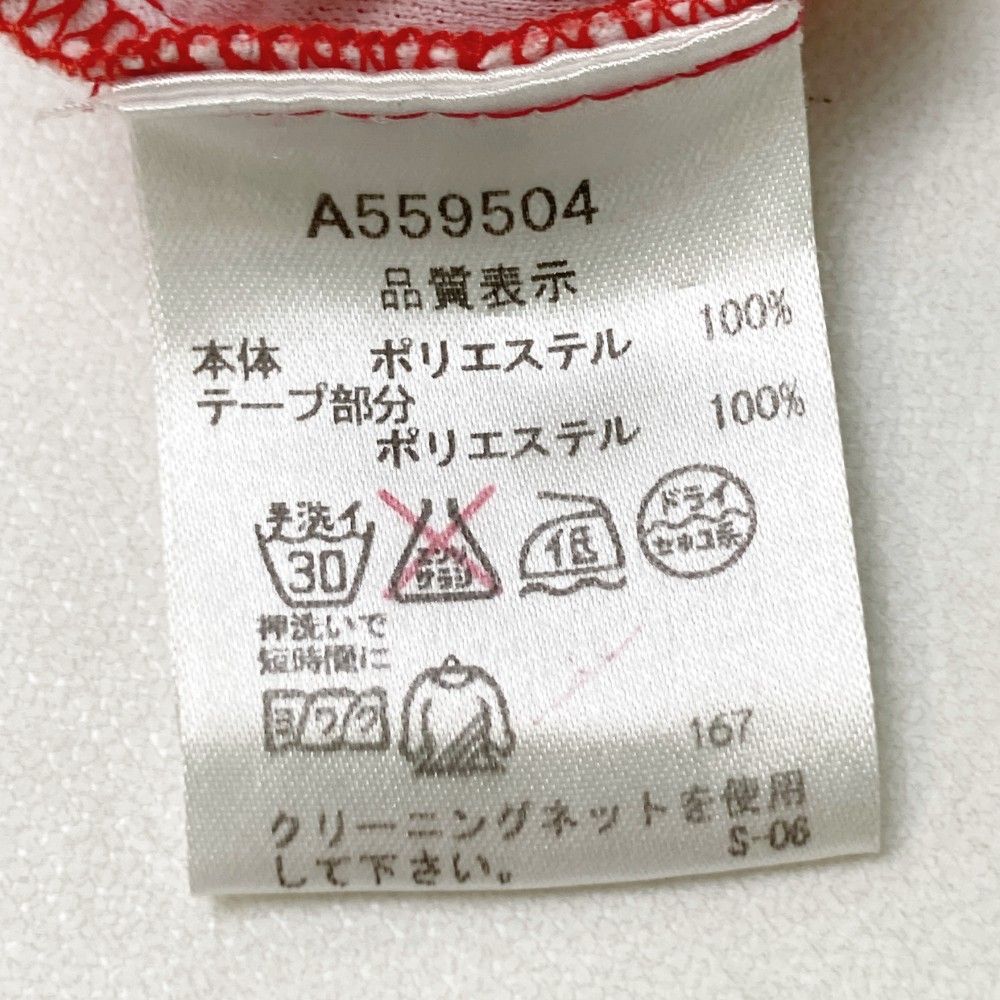 A559504
品質表示
本体 ポリエステル 100%
テープ部分
ポリエステル 100%
手洗イ
30
エンソ
サラシ
低
ドライ
セキユ系
押洗いで
短時間に
ヨワク
167
クリーニングネットを使用
して下さい。
S-06